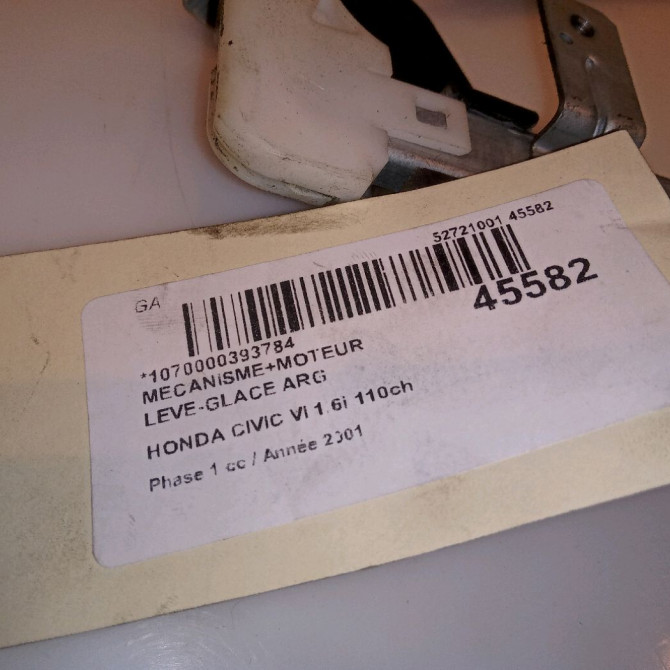 GA
52721001 45582
45582
*1070000393784
MECANISME+MOTEUR
LEVE-GLACE ARG
HONDA CIVIC VI 1.6i 110ch
Phase 1 cc / Année 2001